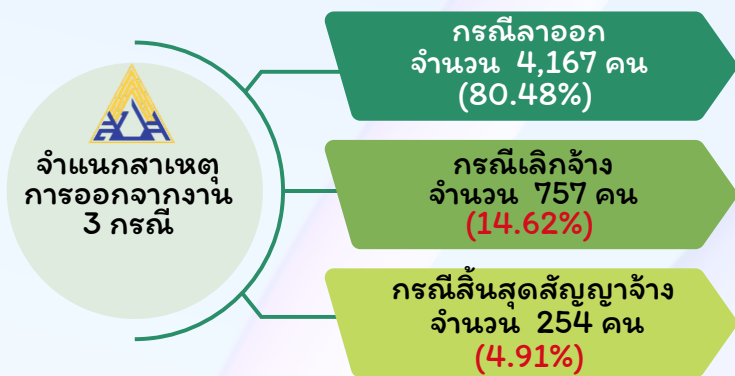 จำแนกสาเหตุ
การออกจากงาน
3 กรณี
กรณีลาออก
จำนวน 4,167 คน
(80.48%)
กรณีเลิกจ้าง
จำนวน 757 คน
(14.62%)
กรณีสิ้นสุดสัญญาจ้าง
จำนวน 254 คน
(4.91%)